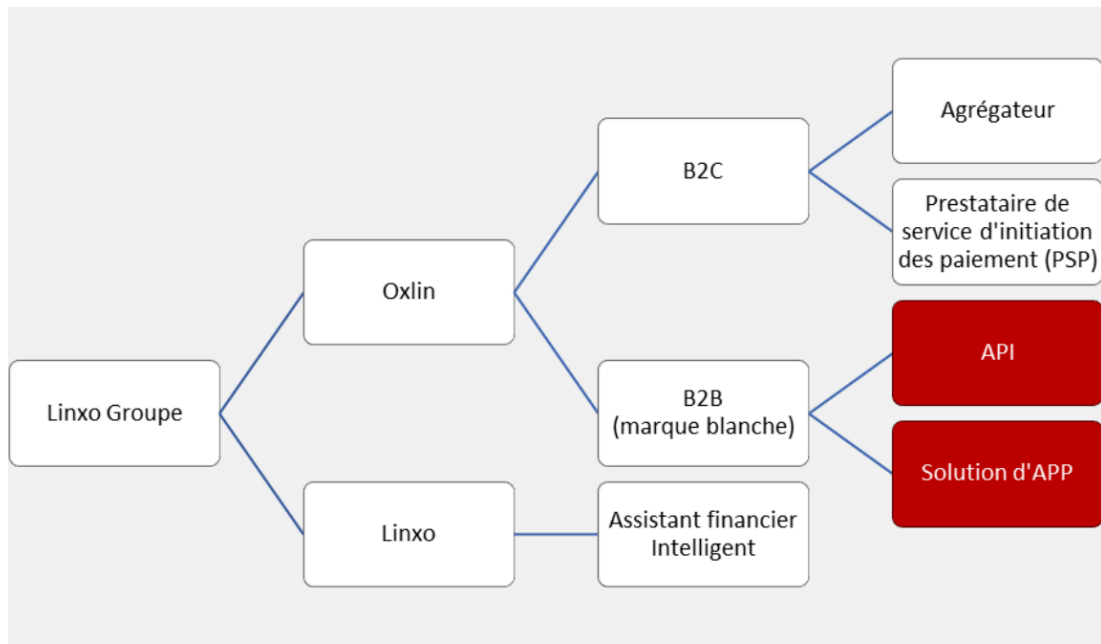 Agrégateur
B2C
Prestataire de
service d'initiation
des paiement (PSP)
Oxlin
API
Linxo Groupe
B2B
(marque blanche)
Solution d'APP
Linxo
Assistant financier
Intelligent